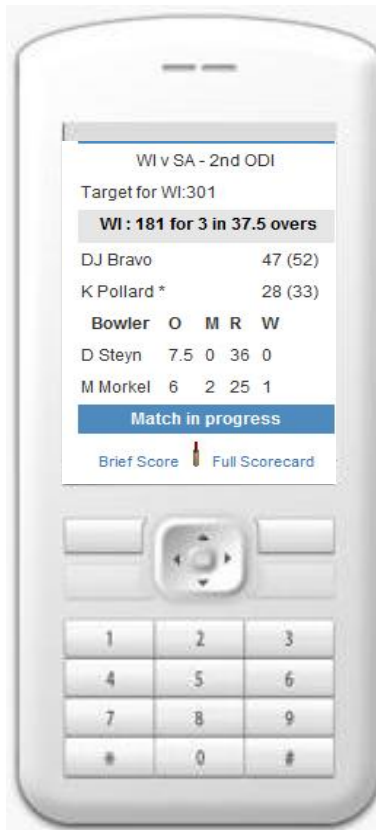 WI v SA - 2nd ODI
Target for WI:301
WI : 181 for 3 in 37.5 overs
DJ Bravo 47 (52)
K Pollard * 28 (33)
Bowler O M R W
D Steyn 7.5 0 36 0
M Morkel 6 2 25 1
Match in progress
Brief Score Full Scorecard
1 2 3
4 5 6
7 8 9
* 0 #